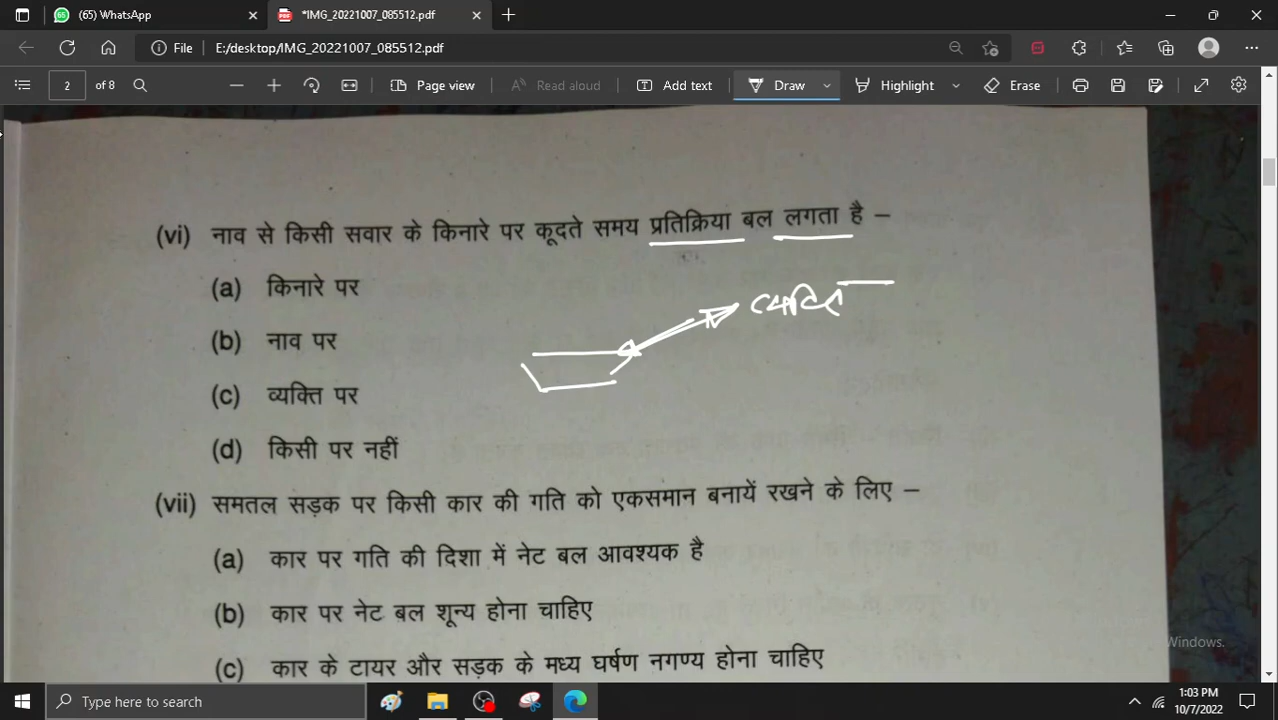 (65) WhatsApp
*IMG_20221007_085512.pdf
File E:/desktop/IMG_20221007_085512.pdf
2 of 8 Page view Read aloud Add text Draw Highlight Erase
(vi) नाव से किसी सवार के किनारे पर कूदते समय प्रतिक्रिया बल लगता है –
(a) किनारे पर
(b) नाव पर
(c) व्यक्ति पर
(d) किसी पर नहीं
(vii) समतल सड़क पर किसी कार की गति को एकसमान बनायें रखने के लिए –
(a) कार पर गति की दिशा में नेट बल आवश्यक है
(b) कार पर नेट बल शून्य होना चाहिए
(c) कार के टायर और सड़क के मध्य घर्षण नगण्य होना चाहिए
Windows.
Type here to search
1:03 PM
10/7/2022